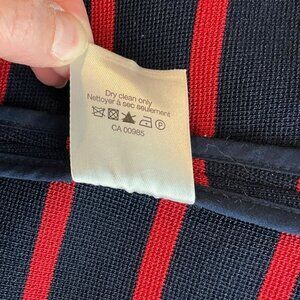 Dry clean only
Nettoyer à sec seulement
P
CA 00985